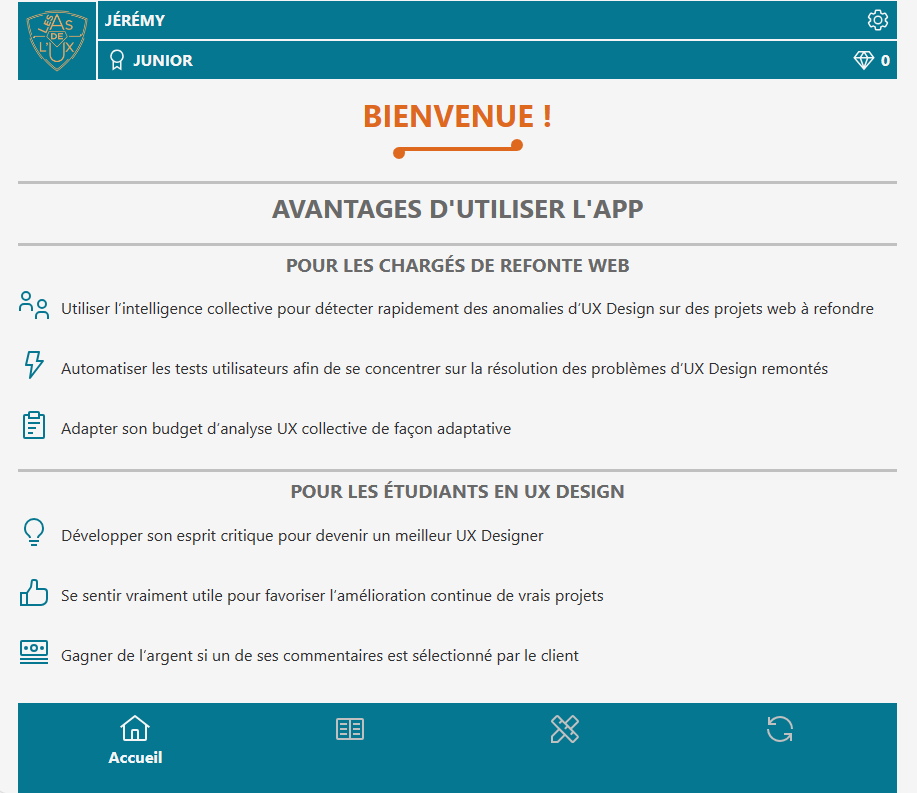 LES AS
DE
L'UX
JÉRÉMY
JUNIOR
0
BIENVENUE !
AVANTAGES D'UTILISER L'APP
POUR LES CHARGÉS DE REFONTE WEB
Utiliser l’intelligence collective pour détecter rapidement des anomalies d’UX Design sur des projets web à refondre
Automatiser les tests utilisateurs afin de se concentrer sur la résolution des problèmes d’UX Design remontés
Adapter son budget d’analyse UX collective de façon adaptative
POUR LES ÉTUDIANTS EN UX DESIGN
Développer son esprit critique pour devenir un meilleur UX Designer
Se sentir vraiment utile pour favoriser l’amélioration continue de vrais projets
Gagner de l’argent si un de ses commentaires est sélectionné par le client
Accueil